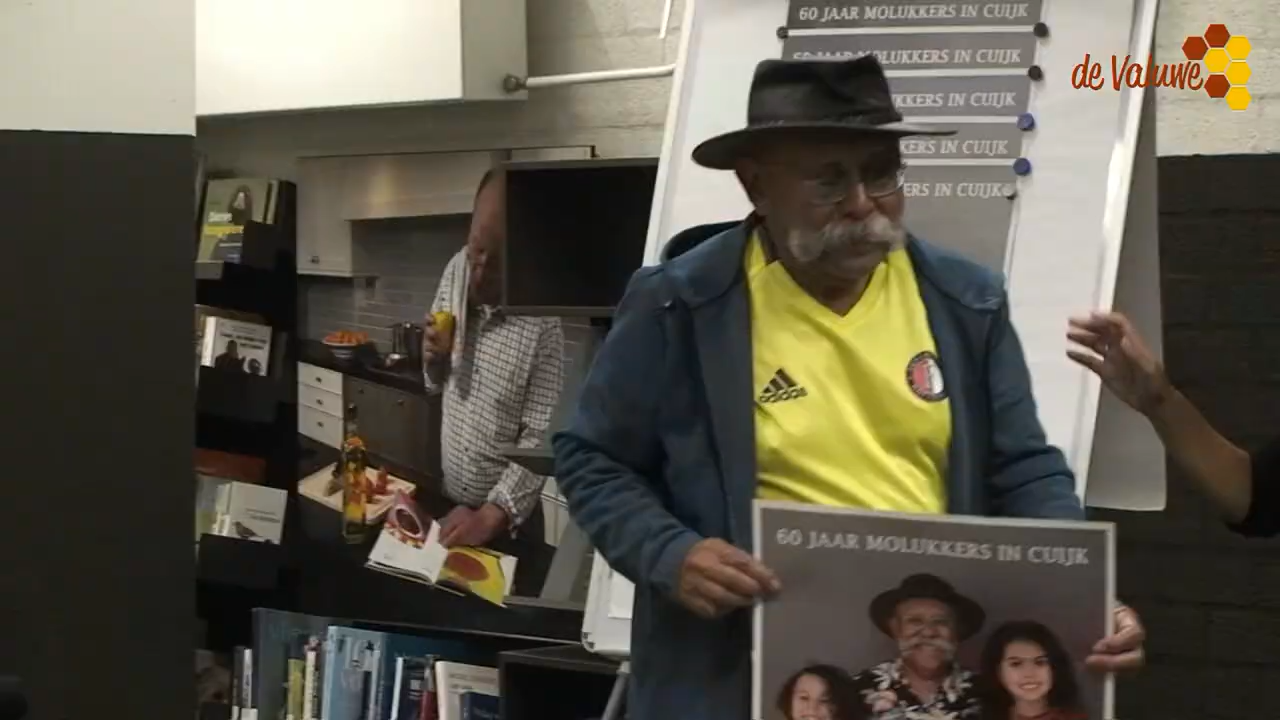 60 JAAR MOLUKKERS IN CUIJK
60 JAAR MOLUKKERS IN CUIJK
KKERS IN CUIJK
KKERS IN CUIJK
ERS IN CUIJK
de Valuwe
adidas
60 JAAR MOLUKKERS IN CUIJK